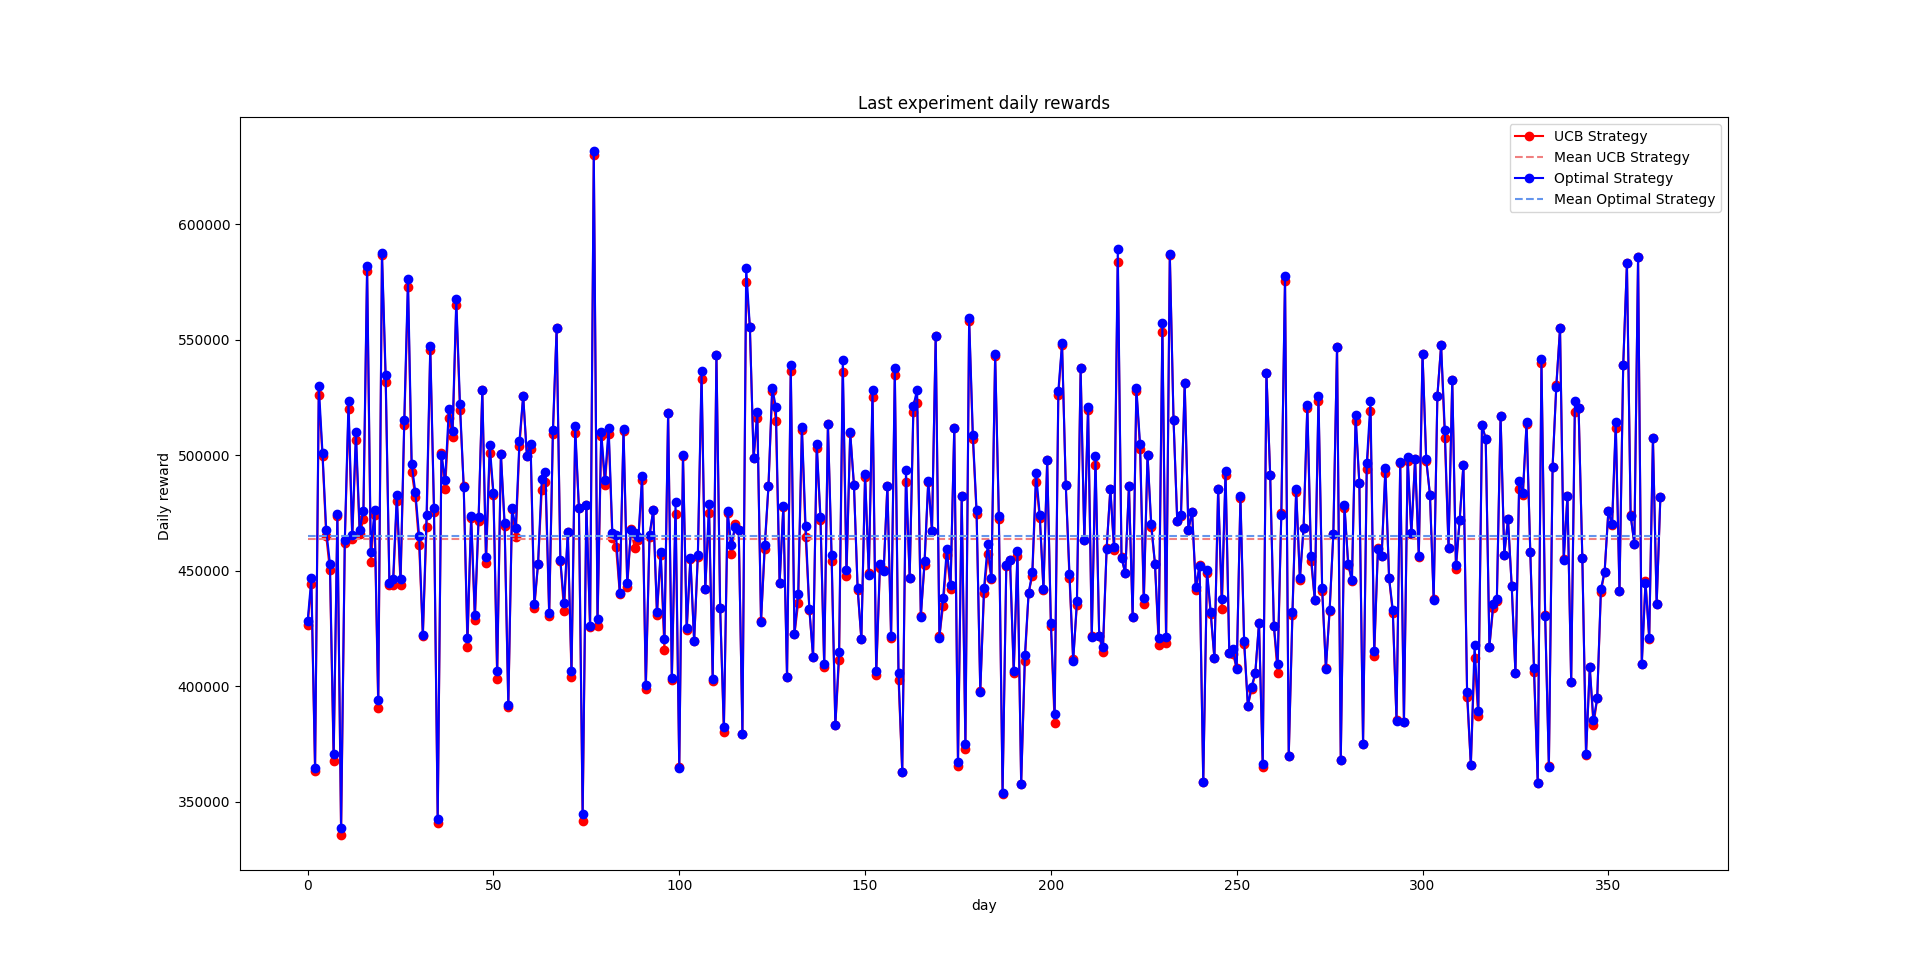 Last experiment daily rewards
UCB Strategy
Mean UCB Strategy
Optimal Strategy
Mean Optimal Strategy
Daily reward
600000
550000
500000
450000
400000
350000
0 50 100 150 200 250 300 350
day